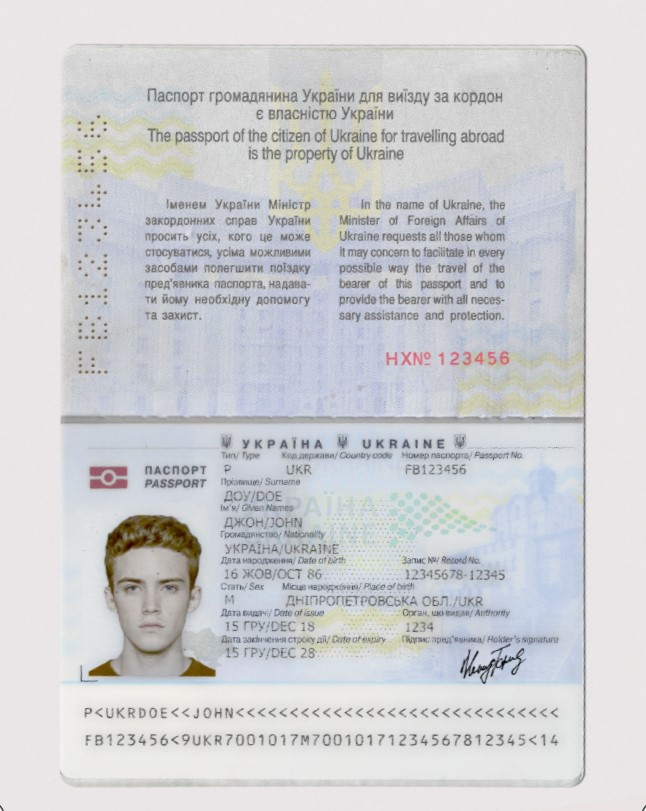 Паспорт громадянина України для виїзду за кордон
є власністю України
The passport of the citizen of Ukraine for travelling abroad
is the property of Ukraine
Іменем України Міністр
закордонних справ України
просить усіх, кого це може
стосуватися, усіма можливими
засобами полегшити поїздку
пред'явника паспорта, надава-
ти йому необхідну допомогу
та захист.
In the name of Ukraine, the
Minister of Foreign Affairs of
Ukraine requests all those whom
it may concern to facilitate in every
possible way the travel of the
bearer of this passport and to
provide the bearer with all neces-
sary assistance and protection.
HX№ 123456
УКРАЇНА UKRAINE
ПАСПОРТ
PASSPORT
Тип/ Type Код держави/ Country code Номер паспорта/ Passport No.
P UKR FB123456
Прізвище/ Surname
ДОУ/DOE
Ім'я/ Given Names
ДЖОН/JOHN
Громадянство/ Nationality
УКРАЇНА/UKRAINE
Дата народження/ Date of birth Запис №/ Record No.
16 ЖОВ/OCT 86 12345678-12345
Стать/ Sex Місце народження/ Place of birth
М ДНІПРОПЕТРОВСЬКА ОБЛ./UKR
Дата видачі/ Date of issue Орган, що видав/ Authority
15 ГРУ/DEC 18 1234
Дата закінчення строку дії/ Date of expiry Підпис пред'явника/ Holder's signature
15 ГРУ/DEC 28
P<UKRDOE<<JOHN<<<<<<<<<<<<<<<<<<<<<<<<<<<<<<
FB123456<9UKR7001017M70010171234567812345<14